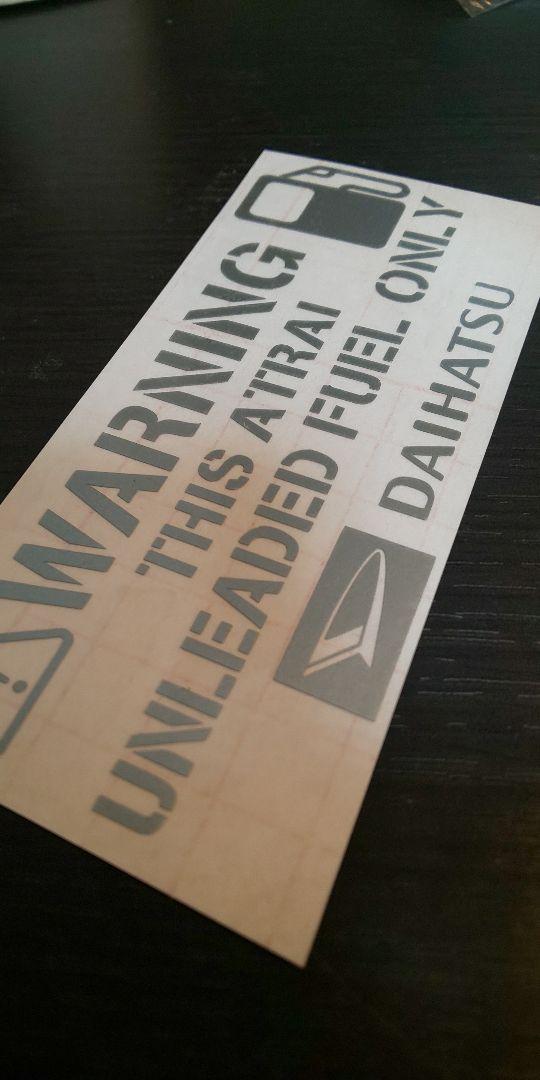 WARNING
THIS ATRAI
UNLEADED FUEL ONLY
DAIHATSU